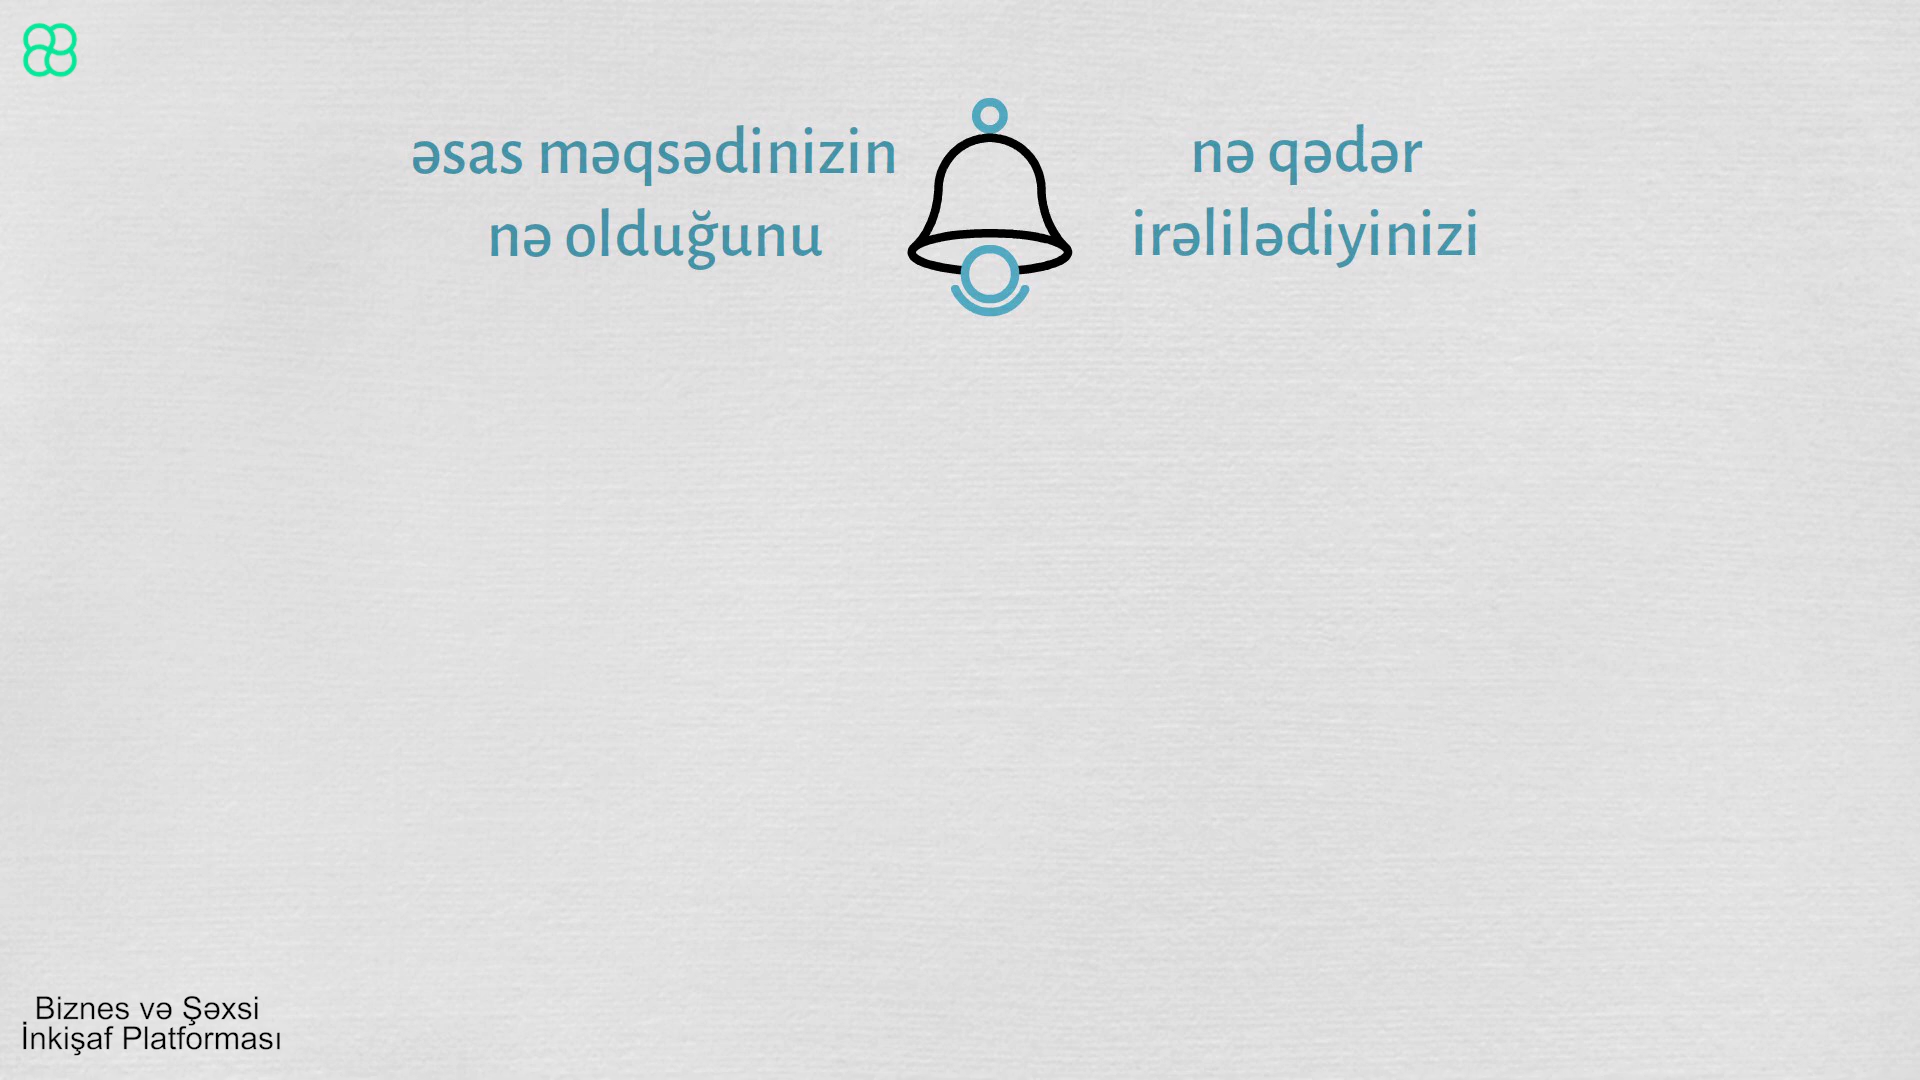 əsas məqsədinizin
nə olduğunu
nə qədər
irəlilədiyinizi
Biznes və Şəxsi
İnkişaf Platforması